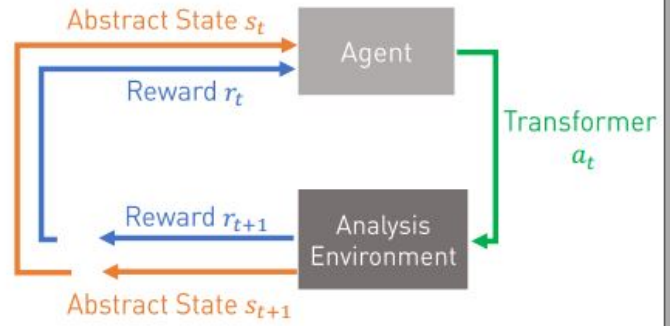 Abstract State s_t
Agent
Reward r_t
Transformer
a_t
Reward r_{t+1}
Analysis
Environment
Abstract State s_{t+1}